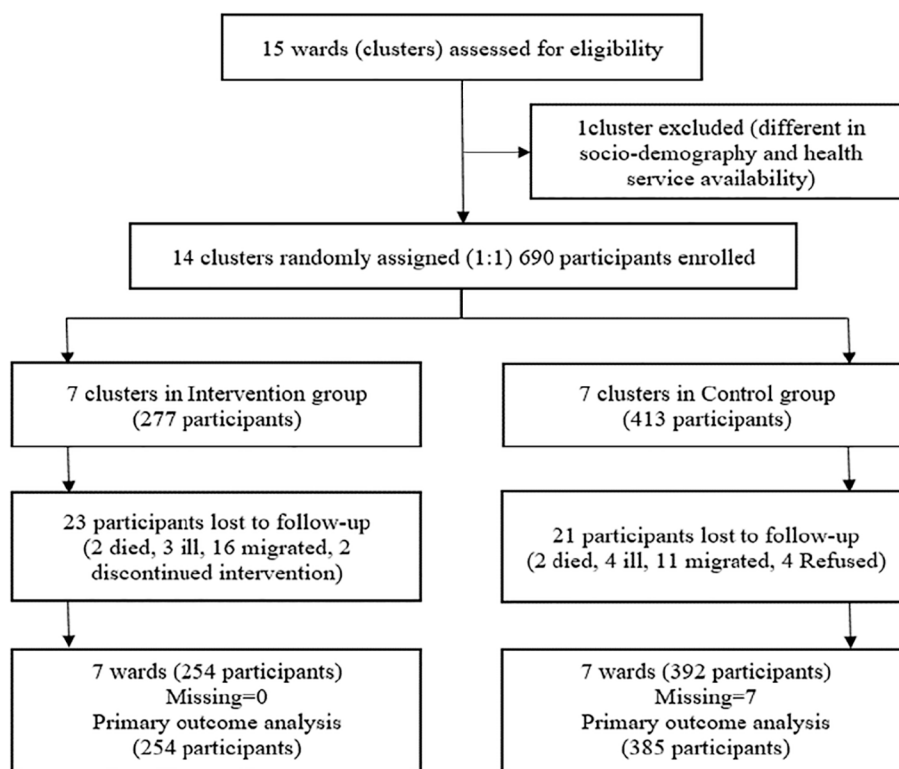 15 wards (clusters) assessed for eligibility
1cluster excluded (different in
socio-demography and health
service availability)
14 clusters randomly assigned (1:1) 690 participants enrolled
7 clusters in Intervention group
(277 participants)
7 clusters in Control group
(413 participants)
23 participants lost to follow-up
(2 died, 3 ill, 16 migrated, 2
discontinued intervention)
21 participants lost to follow-up
(2 died, 4 ill, 11 migrated, 4 Refused)
7 wards (254 participants)
Missing=0
Primary outcome analysis
(254 participants)
7 wards (392 participants)
Missing=7
Primary outcome analysis
(385 participants)